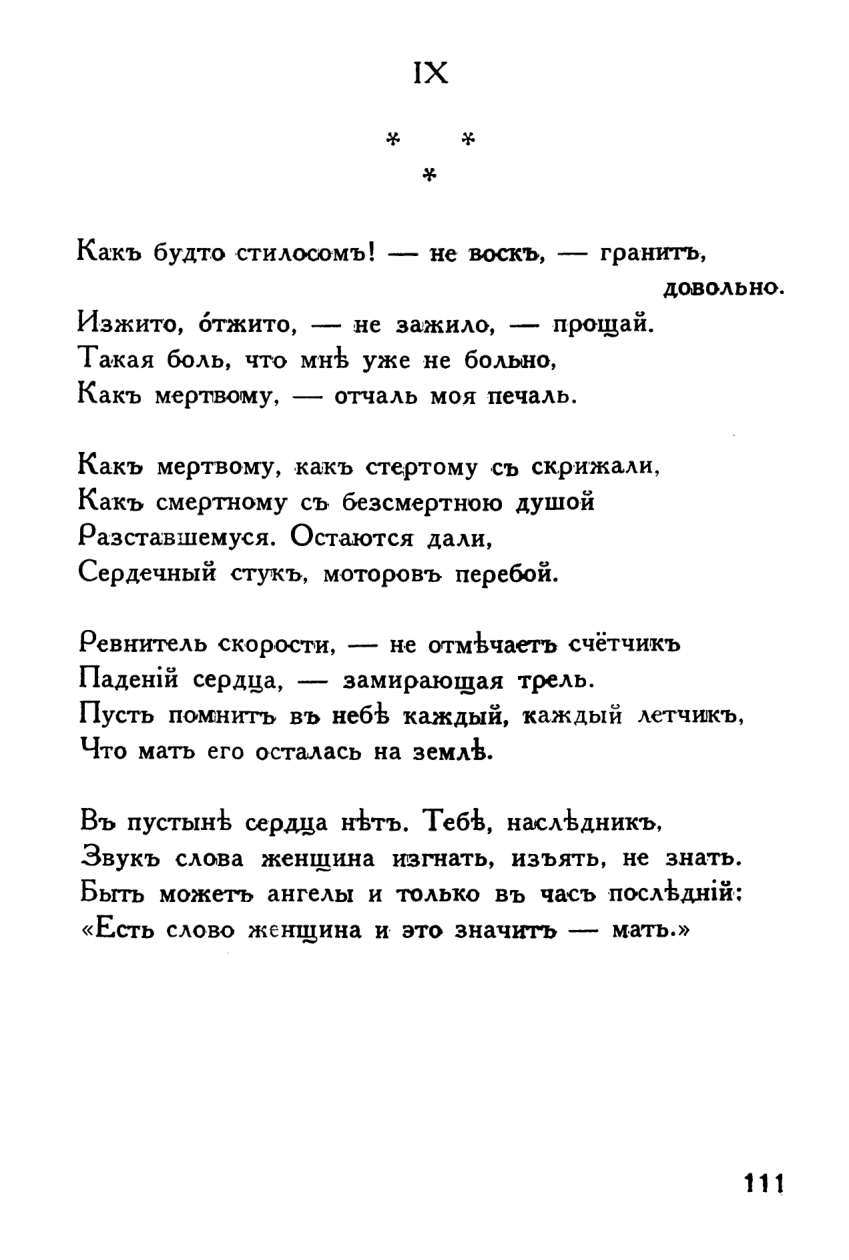 IX
* *
*
Какъ будто стилосомъ! — не воскъ, — гранитъ,
довольно.
Изжито, óтжито, — не зажило, — прощай.
Такая боль, что мнѣ уже не больно,
Какъ мертвому, — отчаль моя печаль.
Какъ мертвому, какъ стертому съ скрижали,
Какъ смертному съ безсмертною душой
Разставшемуся. Остаются дали,
Сердечный стукъ, моторовъ перебой.
Ревнитель скорости, — не отмѣчаетъ счётчикъ
Паденій сердца, — замирающая трель.
Пусть помнитъ въ небѣ каждый, каждый летчикъ,
Что мать его осталась на землѣ.
Въ пустынѣ сердца нѣтъ. Тебѣ, наслѣдникъ,
Звукъ слова женщина изгнать, изъять, не знать.
Быть можетъ ангелы и только въ часъ послѣдній:
«Есть слово женщина и это значитъ — мать.»
111